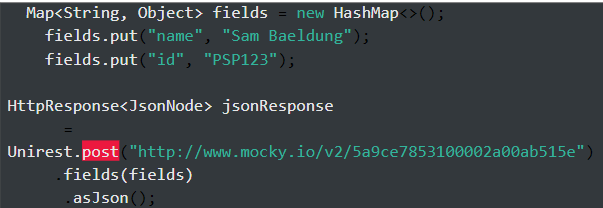 Map<String, Object> fields = new HashMap<>();
fields.put("name", "Sam Baeldung");
fields.put("id", "PSP123");
HttpResponse<JsonNode> jsonResponse
=
Unirest.post("http://www.mocky.io/v2/5a9ce7853100002a00ab515e")
.fields(fields)
.asJson();